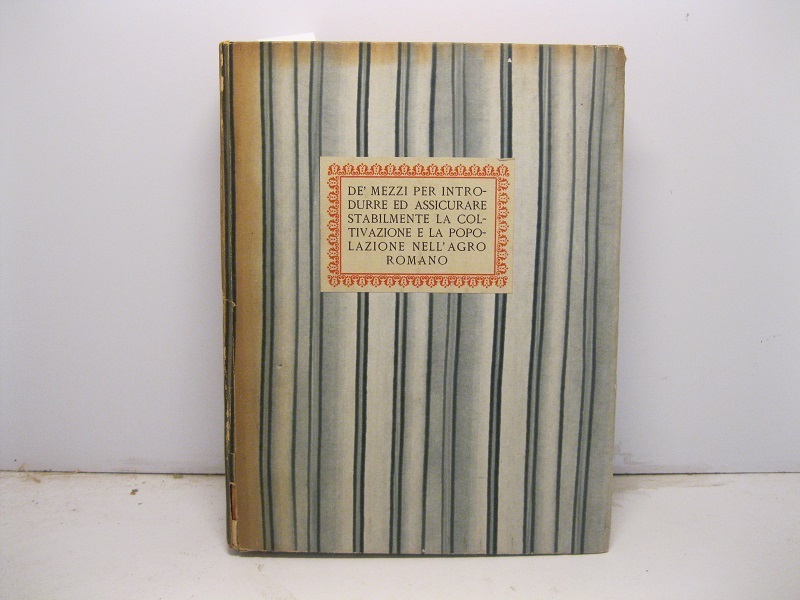 DE' MEZZI PER INTRO-
DURRE ED ASSICURARE
STABILMENTE LA COL-
TIVAZIONE E LA POPO-
LAZIONE NELL'AGRO
ROMANO